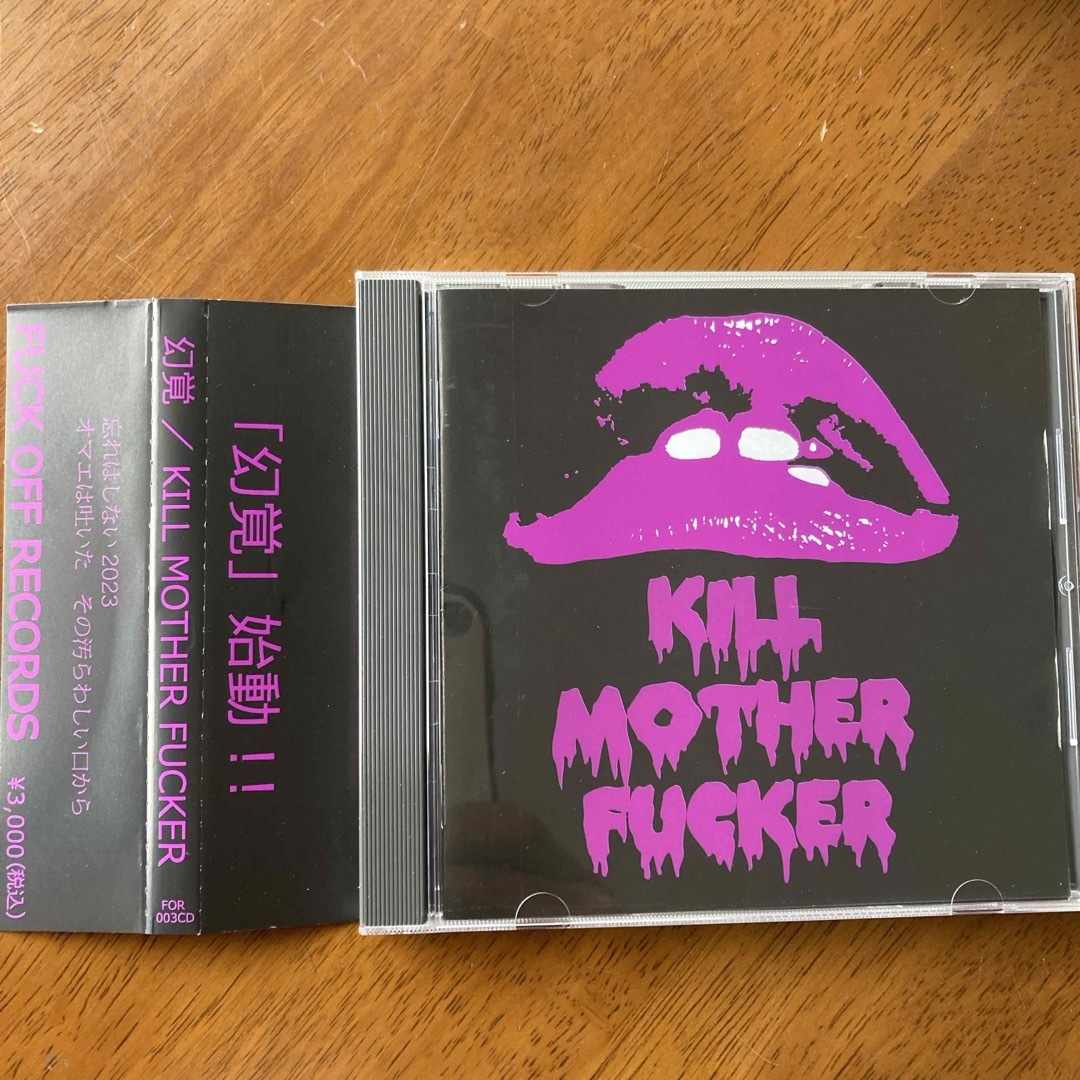 「幻覚」始動!!
幻覚 / KILL MOTHER FUCKER
FOR
003CD
忘れはしない 2023
オマエは吐いた その汚らわしい口から
FUCK OFF RECORDS ¥3,000(税込)
KILL
MOTHER
FUCKER